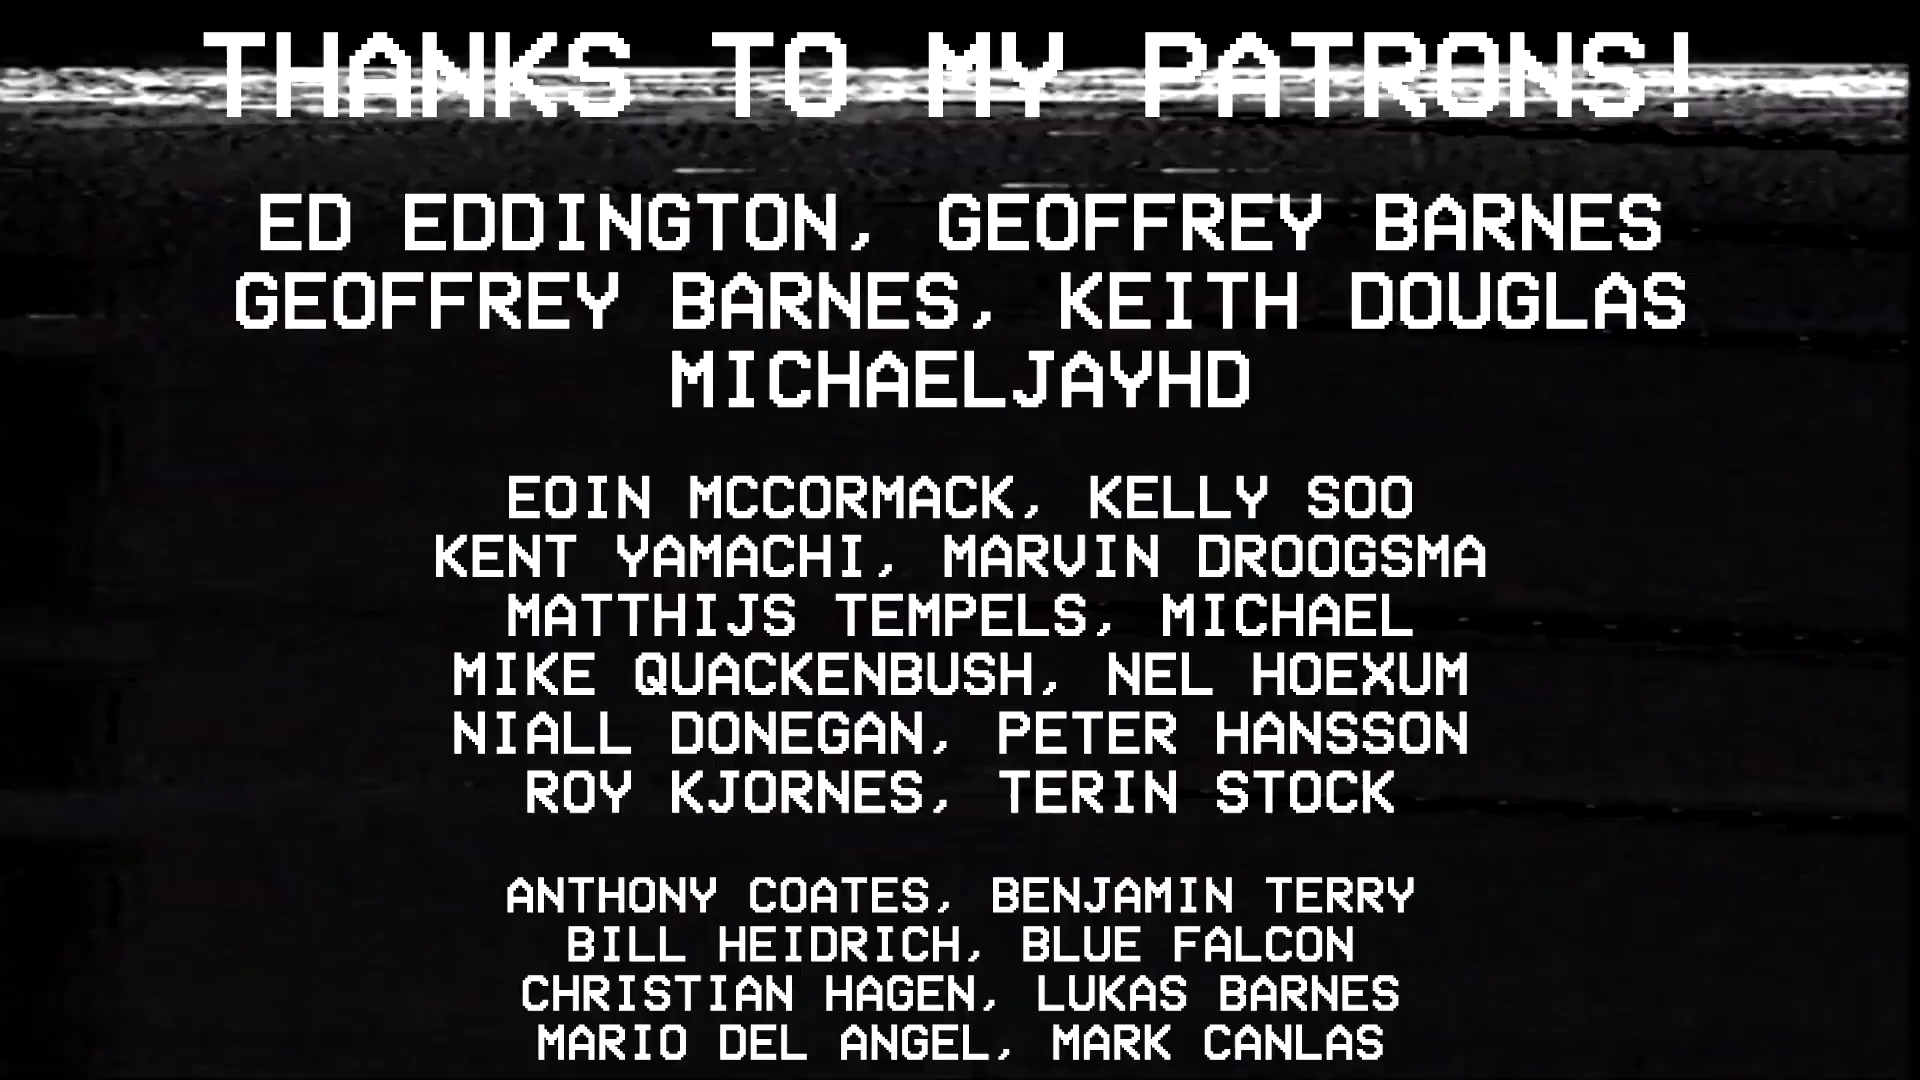 THANKS TO MY PATRONS!
ED EDDINGTON, GEOFFREY BARNES
GEOFFREY BARNES, KEITH DOUGLAS
MICHAELJAYHD
EOIN MCCORMACK, KELLY SOO
KENT YAMACHI, MARVIN DROOGSMA
MATTHIJS TEMPELS, MICHAEL
MIKE QUACKENBUSH, NEL HOEXUM
NIALL DONEGAN, PETER HANSSON
ROY KJORNES, TERIN STOCK
ANTHONY COATES, BENJAMIN TERRY
BILL HEIDRICH, BLUE FALCON
CHRISTIAN HAGEN, LUKAS BARNES
MARIO DEL ANGEL, MARK CANLAS